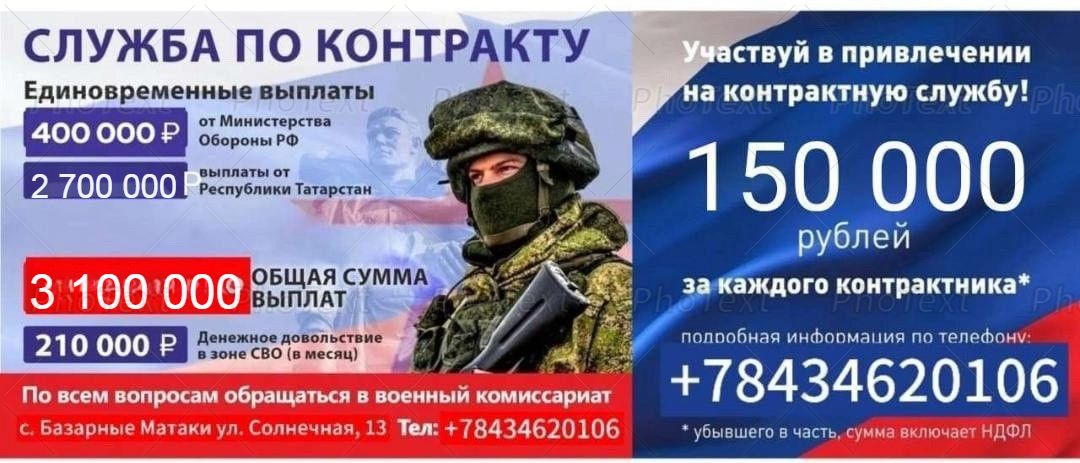 СЛУЖБА ПО КОНТРАКТУ
Единовременные выплаты
400 000 ₽ от Министерства
Обороны РФ
2 700 000 ₽ выплаты от
Республики Татарстан
3 100 000 ОБЩАЯ СУММА
ВЫПЛАТ
210 000 ₽ Денежное довольствие
в зоне СВО (в месяц)
По всем вопросам обращаться в военный комиссариат
с. Базарные Матаки ул. Солнечная, 13 Тел: +78434620106
Участвуй в привлечении
на контрактную службу!
150 000
рублей
за каждого контрактника*
подробная информация по телефону:
+78434620106
* убывшего в часть, сумма включает НДФЛ
PhoText